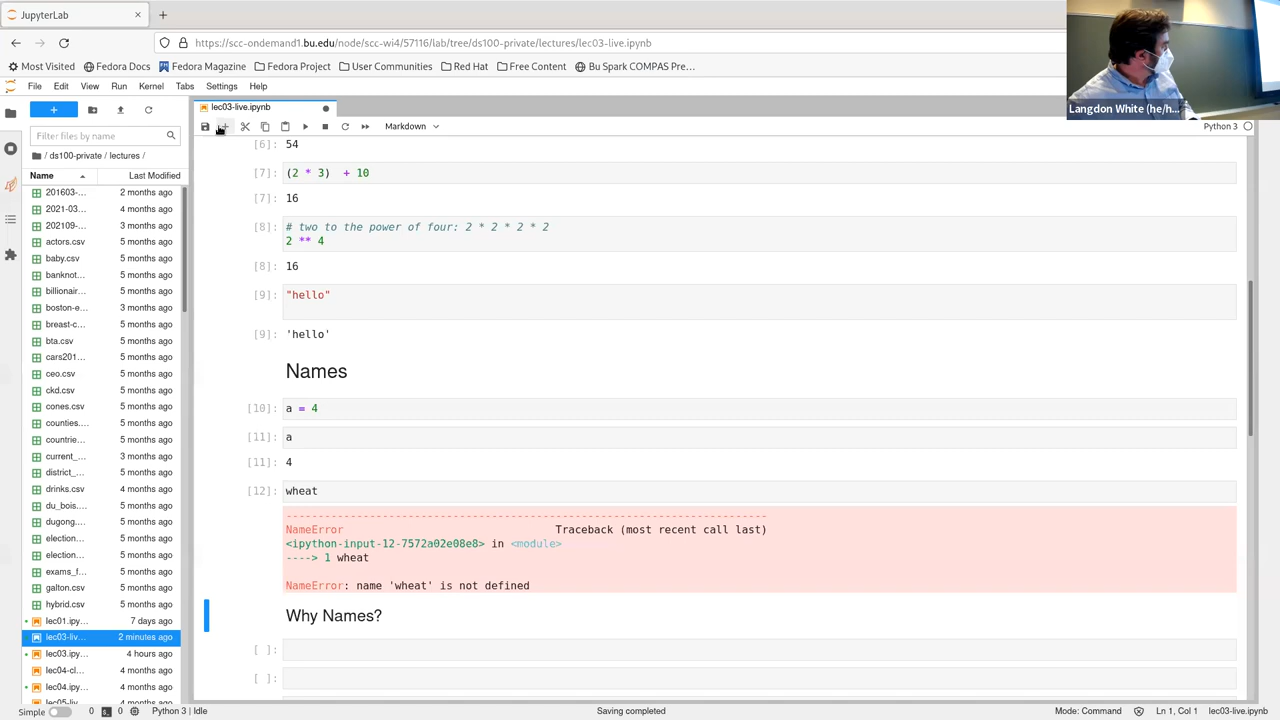 JupyterLab
https://scc-ondemand1.bu.edu/node/scc-wi4/57116/lab/tree/ds100-private/lectures/lec03-live.ipynb
Most Visited Fedora Docs Fedora Magazine Fedora Project User Communities Red Hat Free Content Bu Spark COMPAS Pre...
Langdon White (he/h...
File Edit View Run Kernel Tabs Settings Help
lec03-live.ipynb
Markdown
Python 3
Filter files by name
/ ds100-private / lectures /
Name Last Modified
201603-... 2 months ago
2021-03... 4 months ago
202109-... 3 months ago
actors.csv 5 months ago
baby.csv 5 months ago
banknot... 5 months ago
billionair... 5 months ago
boston-e... 3 months ago
breast-c... 5 months ago
bta.csv 5 months ago
cars201... 5 months ago
ceo.csv 5 months ago
ckd.csv 5 months ago
cones.csv 5 months ago
counties.... 5 months ago
countrie... 5 months ago
current_... 3 months ago
district_... 5 months ago
drinks.csv 4 months ago
du_bois.... 5 months ago
dugong.... 5 months ago
election... 5 months ago
election... 5 months ago
exams_f... 5 months ago
galton.csv 5 months ago
hybrid.csv 5 months ago
lec01.ipy... 7 days ago
lec03-liv... 2 minutes ago
lec03.ipy... 4 hours ago
lec04-cl... 4 months ago
lec04.ipy... 4 months ago
lec05-liv... 4 months ago
[6]: 54
[7]: (2 * 3)  + 10
[7]: 16
[8]: # two to the power of four: 2 * 2 * 2 * 2
2 ** 4
[8]: 16
[9]: "hello"
[9]: 'hello'
Names
[10]: a = 4
[11]: a
[11]: 4
[12]: wheat
---------------------------------------------------------------------------
NameError Traceback (most recent call last)
<ipython-input-12-7572a02e08e8> in <module>
----> 1 wheat
NameError: name 'wheat' is not defined
Why Names?
[ ]:
[ ]:
Simple 0 0 Python 3 | Idle Saving completed Mode: Command Ln 1, Col 1 lec03-live.ipynb